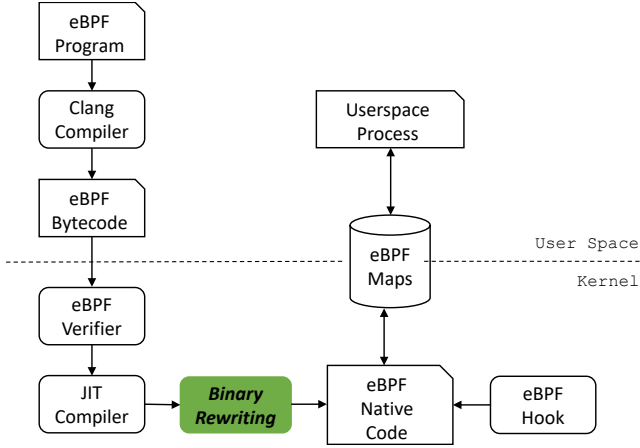 eBPF
Program
Clang
Compiler
eBPF
Bytecode
Userspace
Process
eBPF
Maps
User Space
Kernel
eBPF
Verifier
JIT
Compiler
Binary
Rewriting
eBPF
Native
Code
eBPF
Hook